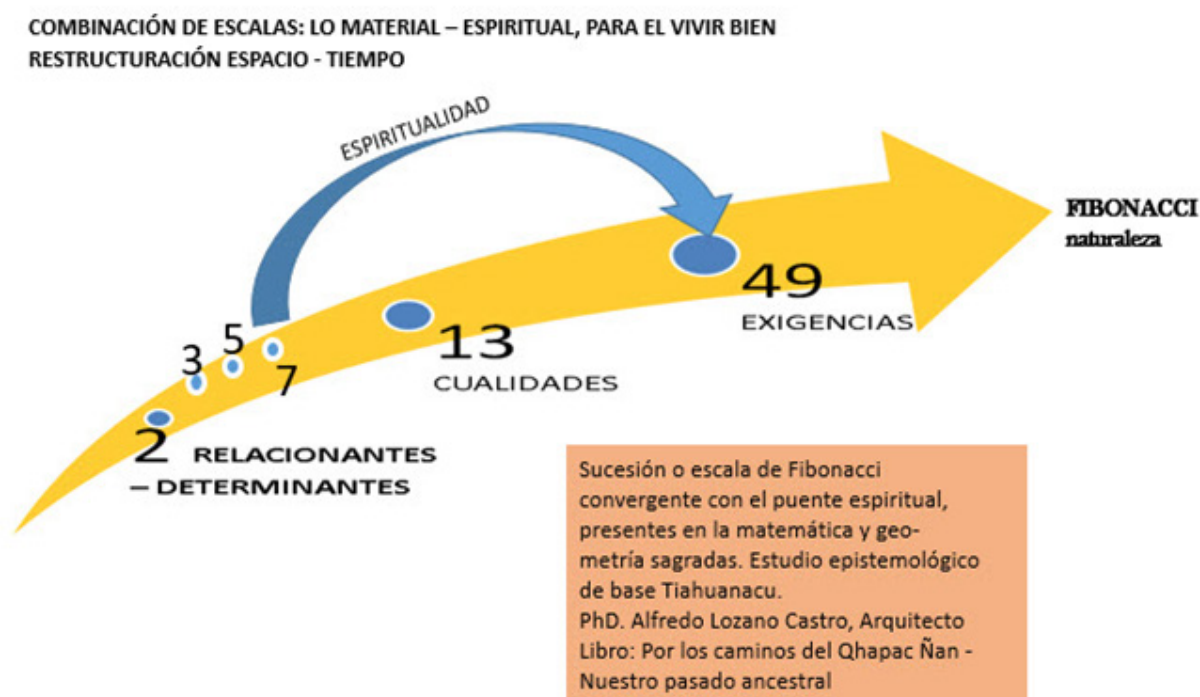 COMBINACIÓN DE ESCALAS: LO MATERIAL – ESPIRITUAL, PARA EL VIVIR BIEN
RESTRUCTURACIÓN ESPACIO - TIEMPO
ESPIRITUALIDAD
FIBONACCI
naturaleza
49
EXIGENCIAS
13
CUALIDADES
3
5
7
2 RELACIONANTES
– DETERMINANTES
Sucesión o escala de Fibonacci
convergente con el puente espiritual,
presentes en la matemática y geo-
metría sagradas. Estudio epistemológico
de base Tiahuanacu.
PhD. Alfredo Lozano Castro, Arquitecto
Libro: Por los caminos del Qhapac Ñan -
Nuestro pasado ancestral